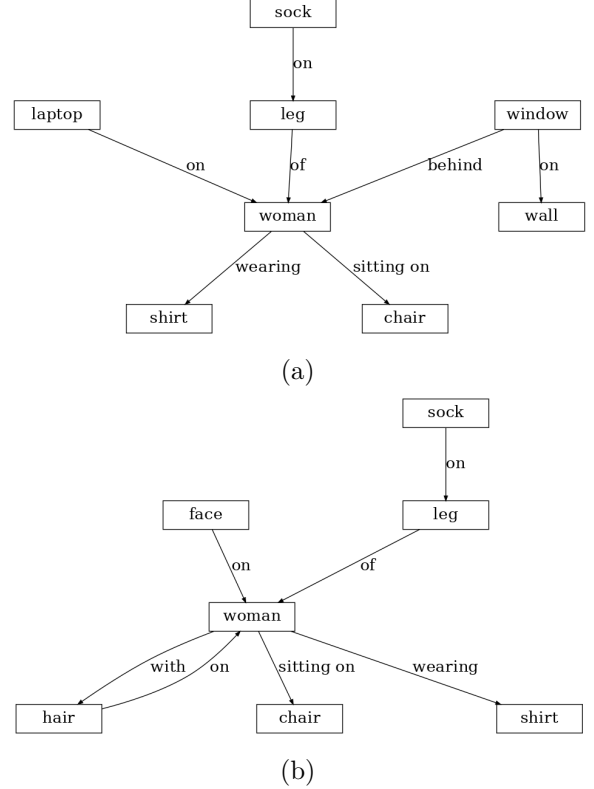 sock
on
laptop
leg
window
on
of
behind
on
woman
wall
wearing
sitting on
shirt
chair
(a)
sock
on
face
leg
on
of
woman
with
on
sitting on
wearing
hair
chair
shirt
(b)